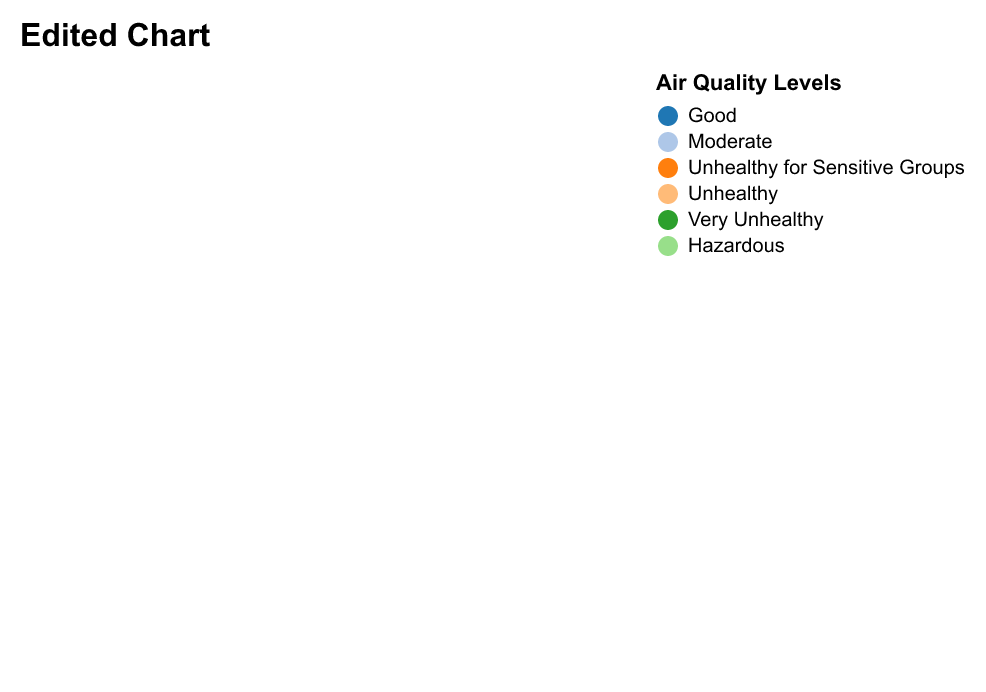 Edited Chart
Air Quality Levels
Good
Moderate
Unhealthy for Sensitive Groups
Unhealthy
Very Unhealthy
Hazardous